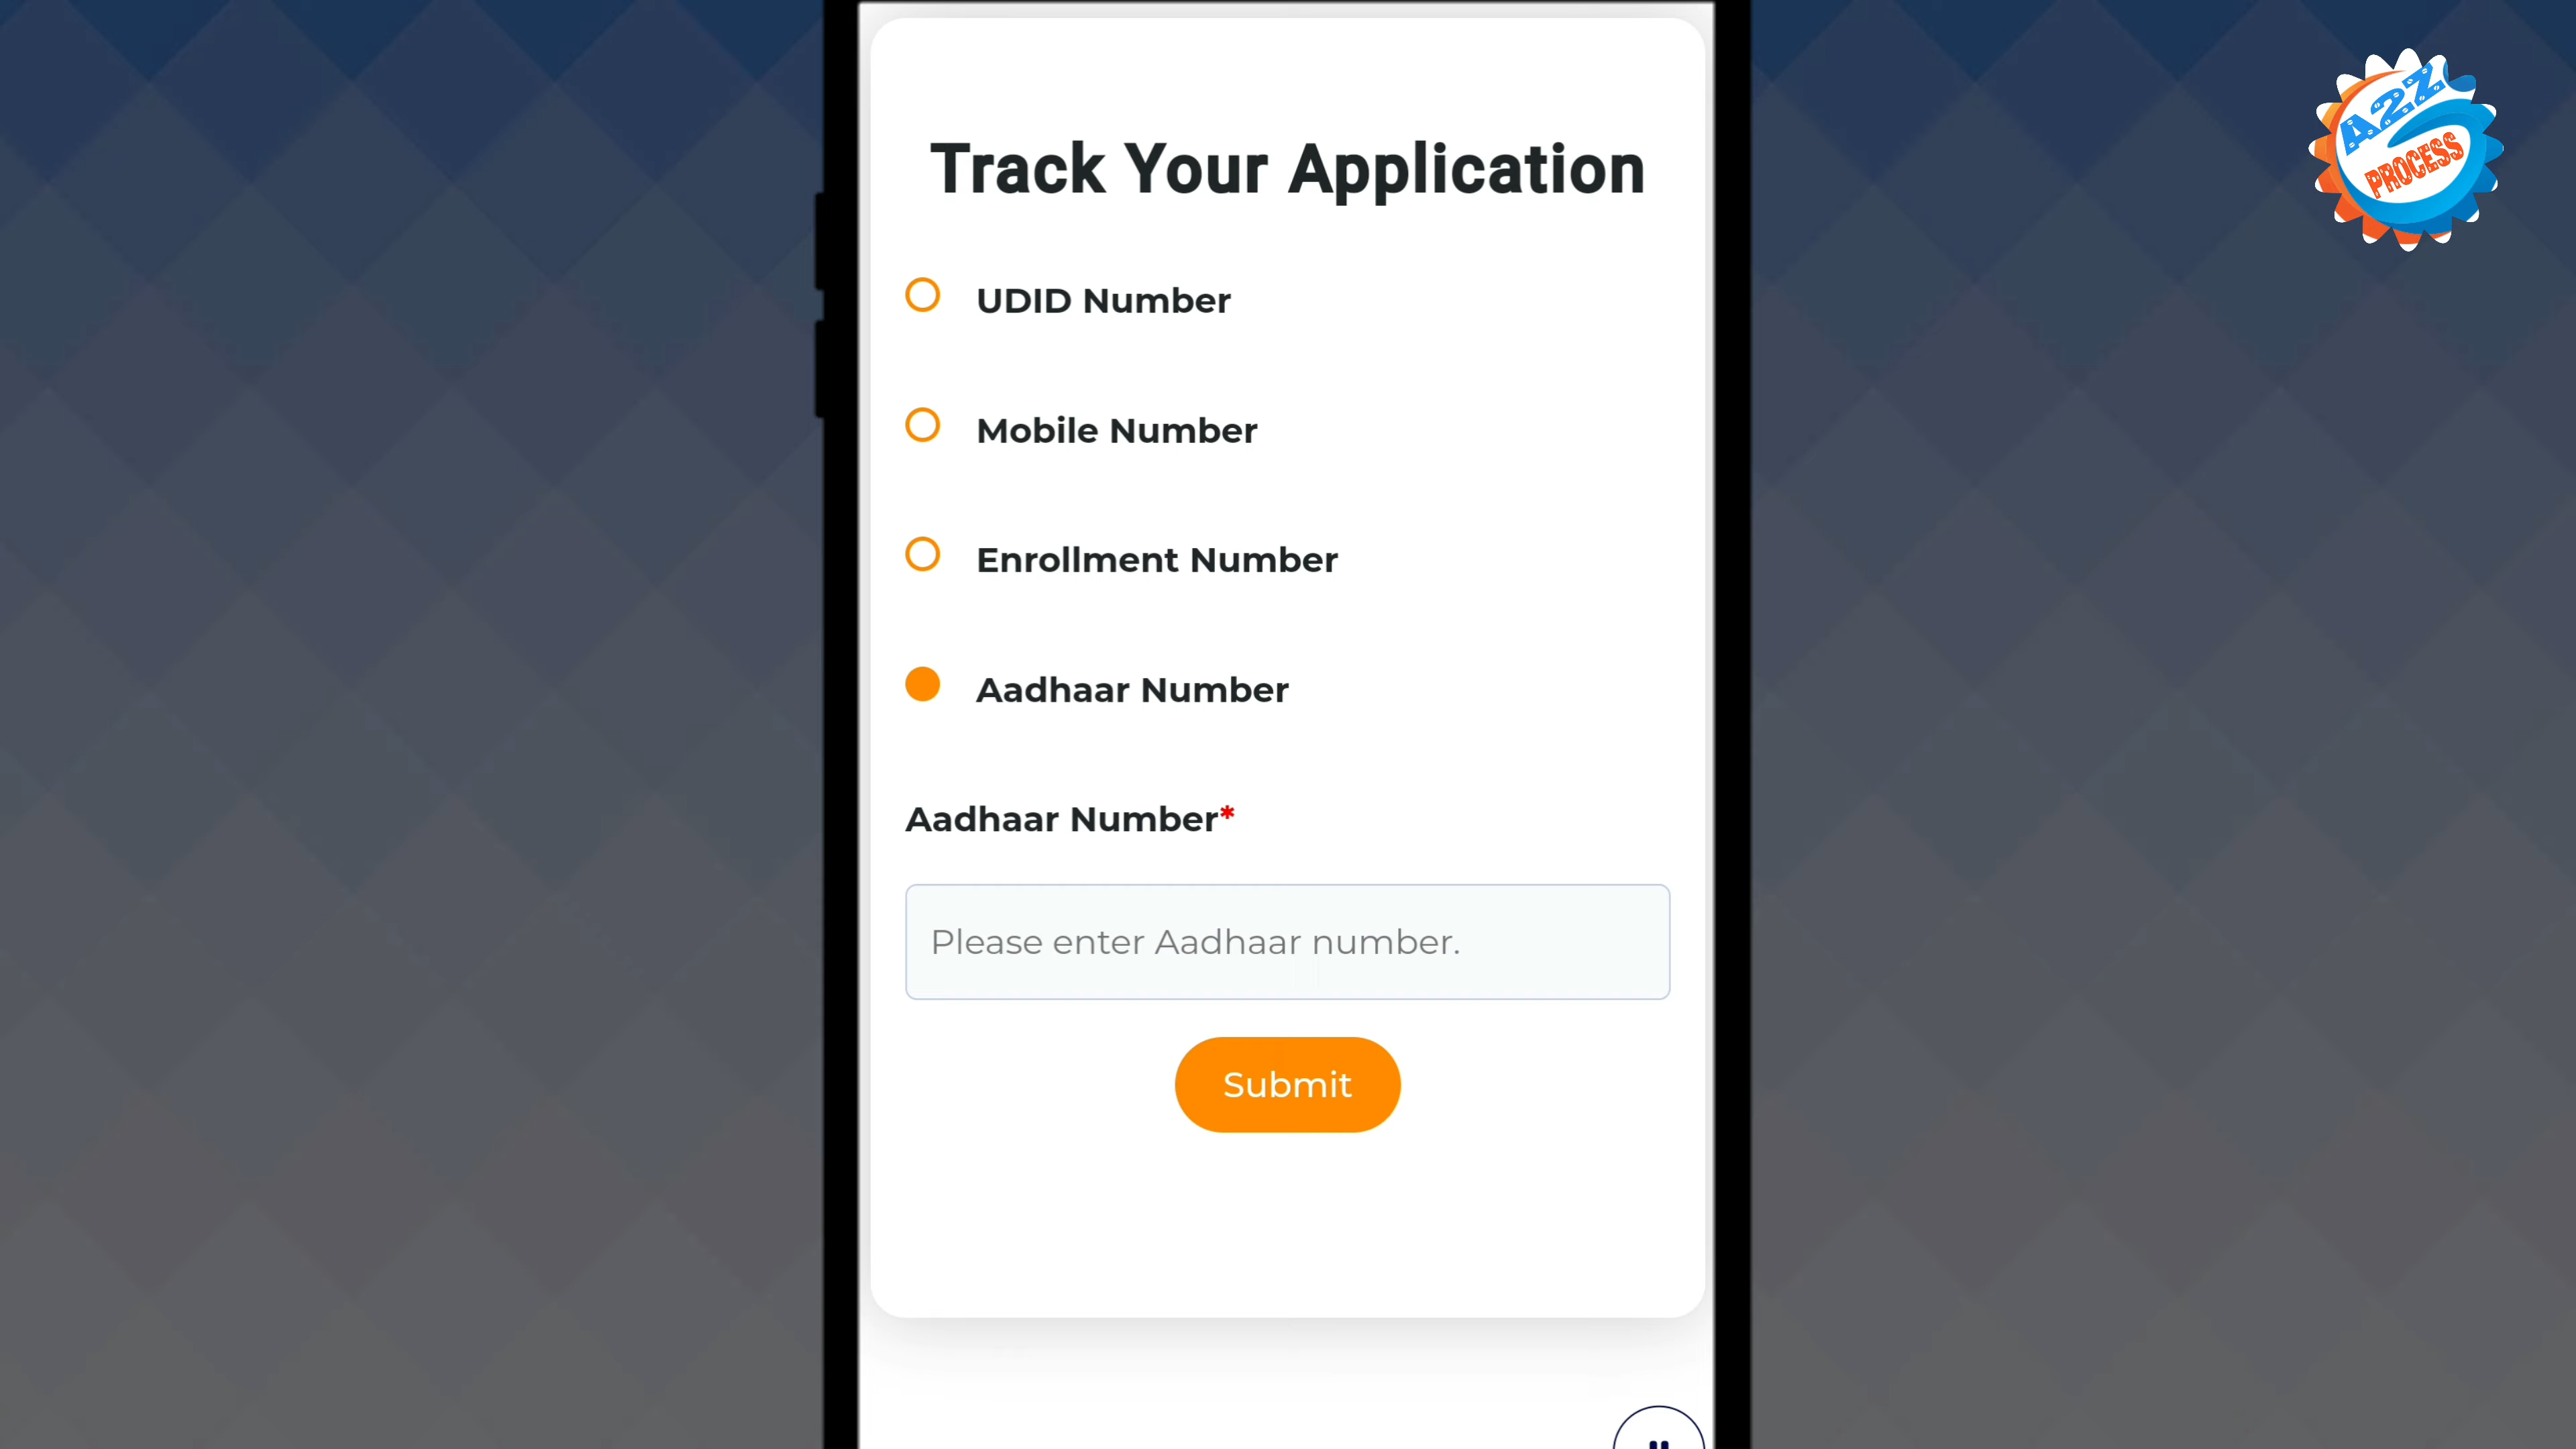 Track Your Application
UDID Number
Mobile Number
Enrollment Number
Aadhaar Number
Aadhaar Number*
Please enter Aadhaar number.
Submit
A2Z
PROCESS